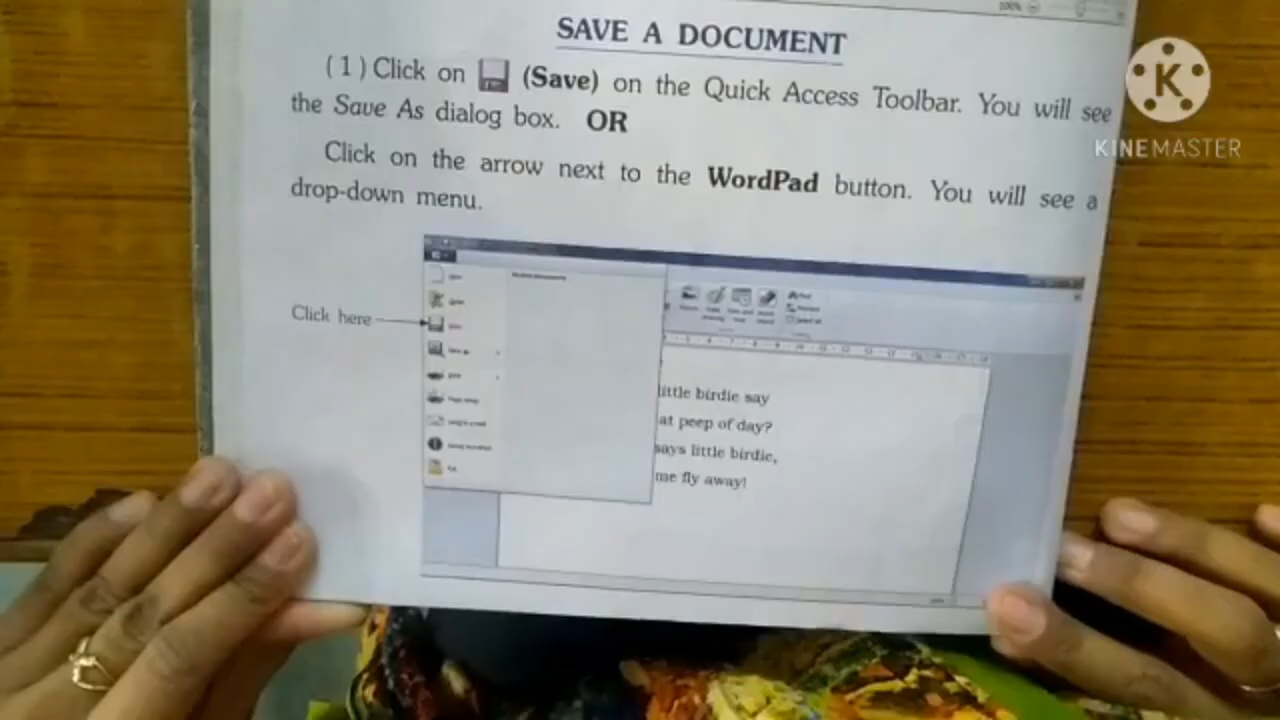 100%
SAVE A DOCUMENT
(1) Click on (Save) on the Quick Access Toolbar. You will see
the Save As dialog box. OR
Click on the arrow next to the WordPad button. You will see a
drop-down menu.
Click here
little birdie say
at peep of day?
says little birdie,
me fly away!
K
KINEMASTER